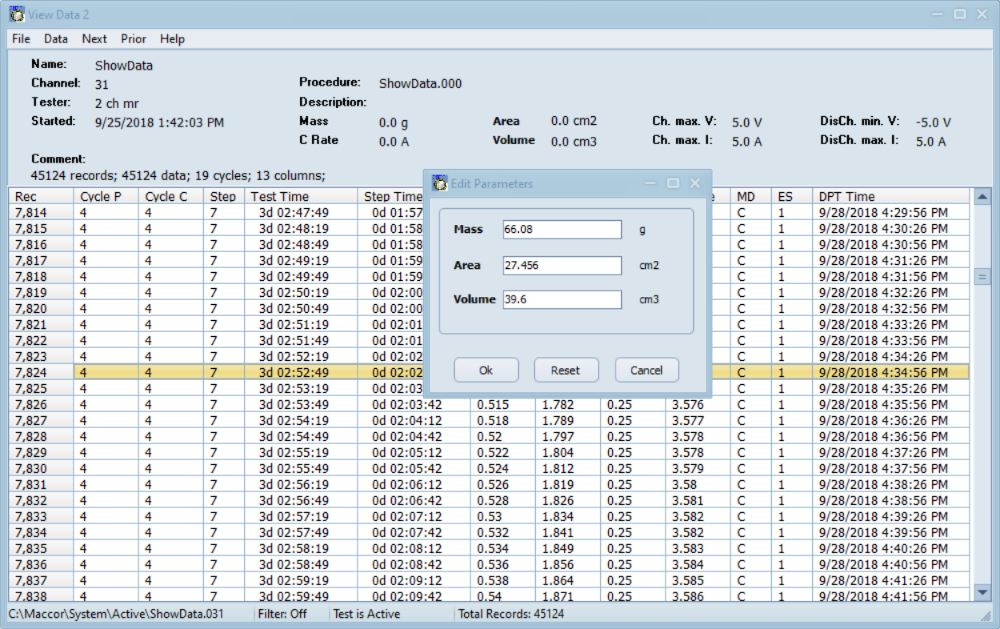 View Data 2
File Data Next Prior Help
Name: ShowData
Channel: 31 Procedure: ShowData.000
Tester: 2 ch mr Description:
Started: 9/25/2018 1:42:03 PM Mass 0.0 g Area 0.0 cm2 Ch. max. V: 5.0 V DisCh. min. V: -5.0 V
C Rate 0.0 A Volume 0.0 cm3 Ch. max. I: 5.0 A DisCh. max. I: 5.0 A
Comment:
45124 records; 45124 data; 19 cycles; 13 columns;
Rec Cycle P Cycle C Step Test Time Step Time MD ES DPT Time
7,814 4 4 7 3d 02:47:49 0d 01:57 C 1 9/28/2018 4:29:56 PM
7,815 4 4 7 3d 02:48:19 0d 01:58 C 1 9/28/2018 4:30:26 PM
7,816 4 4 7 3d 02:48:49 0d 01:58 C 1 9/28/2018 4:30:56 PM
7,817 4 4 7 3d 02:49:19 0d 01:59 C 1 9/28/2018 4:31:26 PM
7,818 4 4 7 3d 02:49:49 0d 01:59 C 1 9/28/2018 4:31:56 PM
7,819 4 4 7 3d 02:50:19 0d 02:00 C 1 9/28/2018 4:32:26 PM
7,820 4 4 7 3d 02:50:49 0d 02:00 C 1 9/28/2018 4:32:56 PM
7,821 4 4 7 3d 02:51:19 0d 02:01 C 1 9/28/2018 4:33:26 PM
7,822 4 4 7 3d 02:51:49 0d 02:01 C 1 9/28/2018 4:33:56 PM
7,823 4 4 7 3d 02:52:19 0d 02:02 C 1 9/28/2018 4:34:26 PM
7,824 4 4 7 3d 02:52:49 0d 02:02 C 1 9/28/2018 4:34:56 PM
7,825 4 4 7 3d 02:53:19 0d 02:03 C 1 9/28/2018 4:35:26 PM
7,826 4 4 7 3d 02:53:49 0d 02:03:42 0.515 1.782 0.25 3.576 C 1 9/28/2018 4:35:56 PM
7,827 4 4 7 3d 02:54:19 0d 02:04:12 0.518 1.789 0.25 3.577 C 1 9/28/2018 4:36:26 PM
7,828 4 4 7 3d 02:54:49 0d 02:04:42 0.52 1.797 0.25 3.578 C 1 9/28/2018 4:36:56 PM
7,829 4 4 7 3d 02:55:19 0d 02:05:12 0.522 1.804 0.25 3.578 C 1 9/28/2018 4:37:26 PM
7,830 4 4 7 3d 02:55:49 0d 02:05:42 0.524 1.812 0.25 3.579 C 1 9/28/2018 4:37:56 PM
7,831 4 4 7 3d 02:56:19 0d 02:06:12 0.526 1.819 0.25 3.58 C 1 9/28/2018 4:38:26 PM
7,832 4 4 7 3d 02:56:49 0d 02:06:42 0.528 1.826 0.25 3.581 C 1 9/28/2018 4:38:56 PM
7,833 4 4 7 3d 02:57:19 0d 02:07:12 0.53 1.834 0.25 3.582 C 1 9/28/2018 4:39:26 PM
7,834 4 4 7 3d 02:57:49 0d 02:07:42 0.532 1.841 0.25 3.582 C 1 9/28/2018 4:39:56 PM
7,835 4 4 7 3d 02:58:19 0d 02:08:12 0.534 1.849 0.25 3.583 C 1 9/28/2018 4:40:26 PM
7,836 4 4 7 3d 02:58:49 0d 02:08:42 0.536 1.856 0.25 3.584 C 1 9/28/2018 4:40:56 PM
7,837 4 4 7 3d 02:59:19 0d 02:09:12 0.538 1.864 0.25 3.585 C 1 9/28/2018 4:41:26 PM
7,838 4 4 7 3d 02:59:49 0d 02:09:42 0.54 1.871 0.25 3.586 C 1 9/28/2018 4:41:56 PM
Edit Parameters
Mass 66.08 g
Area 27.456 cm2
Volume 39.6 cm3
Ok Reset Cancel
C:\Maccor\System\Active\ShowData.031 Filter: Off Test is Active Total Records: 45124